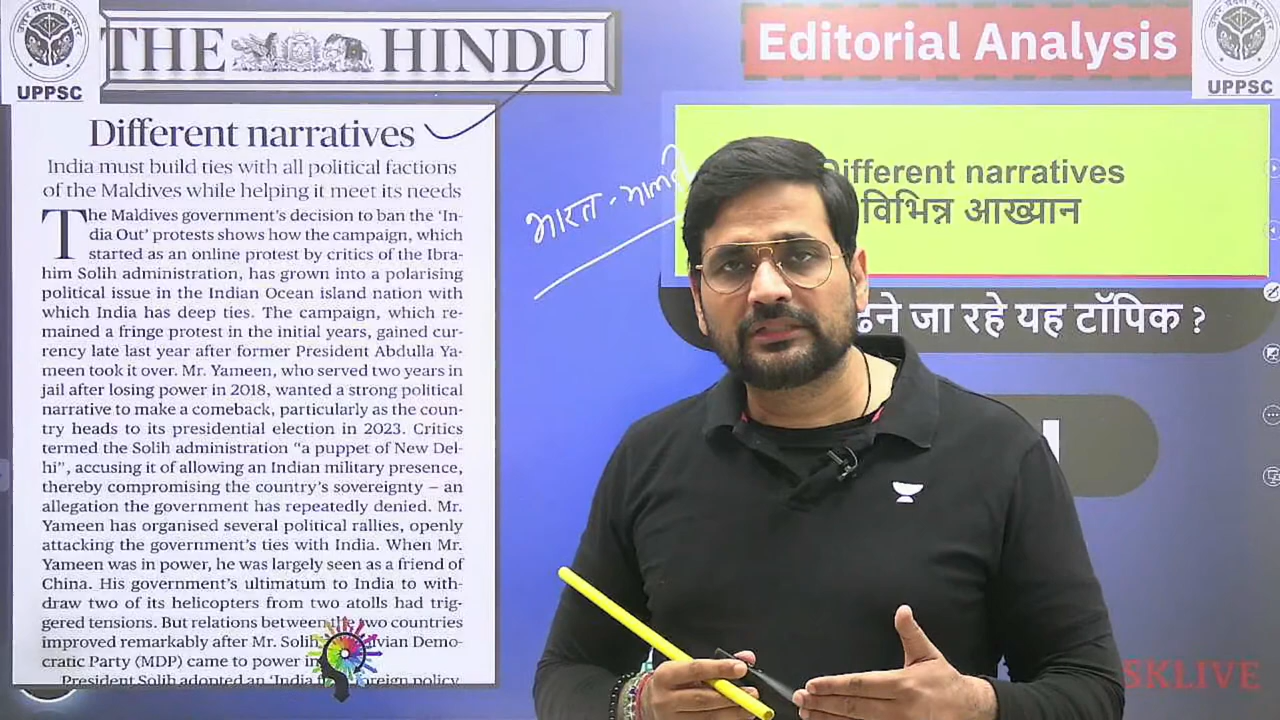 UPPSC
THE HINDU
Editorial Analysis
UPPSC
Different narratives
India must build ties with all political factions
of the Maldives while helping it meet its needs
The Maldives government's decision to ban the 'In-
dia Out' protests shows how the campaign, which
started as an online protest by critics of the Ibra-
him Solih administration, has grown into a polarising
political issue in the Indian Ocean island nation with
which India has deep ties. The campaign, which re-
mained a fringe protest in the initial years, gained cur-
rency late last year after former President Abdulla Ya-
meen took it over. Mr. Yameen, who served two years in
jail after losing power in 2018, wanted a strong political
narrative to make a comeback, particularly as the coun-
try heads to its presidential election in 2023. Critics
termed the Solih administration "a puppet of New Del-
hi", accusing it of allowing an Indian military presence,
thereby compromising the country's sovereignty – an
allegation the government has repeatedly denied. Mr.
Yameen has organised several political rallies, openly
attacking the government's ties with India. When Mr.
Yameen was in power, he was largely seen as a friend of
China. His government's ultimatum to India to with-
draw two of its helicopters from two atolls had trig-
gered tensions. But relations between the two countries
improved remarkably after Mr. Solih Demo-
cratic Party (MDP) came to power in
President Solih adopted an 'India foreign policy
भारत -
Different narratives
विभिन्न आख्यान
जा रहे यह टॉपिक ?
SKLIVE